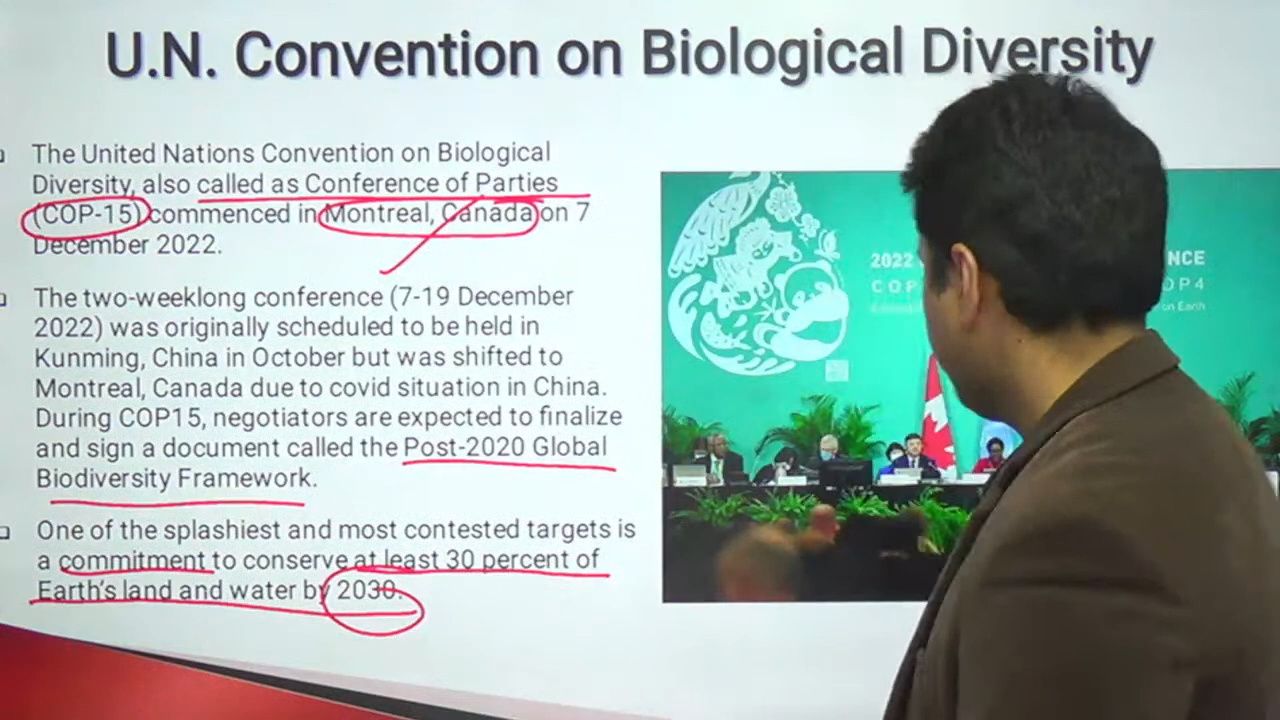 U.N. Convention on Biological Diversity
The United Nations Convention on Biological
Diversity, also called as Conference of Parties
(COP-15) commenced in Montreal, Canada on 7
December 2022.
The two-weeklong conference (7-19 December
2022) was originally scheduled to be held in
Kunming, China in October but was shifted to
Montreal, Canada due to covid situation in China.
During COP15, negotiators are expected to finalize
and sign a document called the Post-2020 Global
Biodiversity Framework.
One of the splashiest and most contested targets is
a commitment to conserve at least 30 percent of
Earth's land and water by 2030.
2022 NCE
COP OP4
on Earth